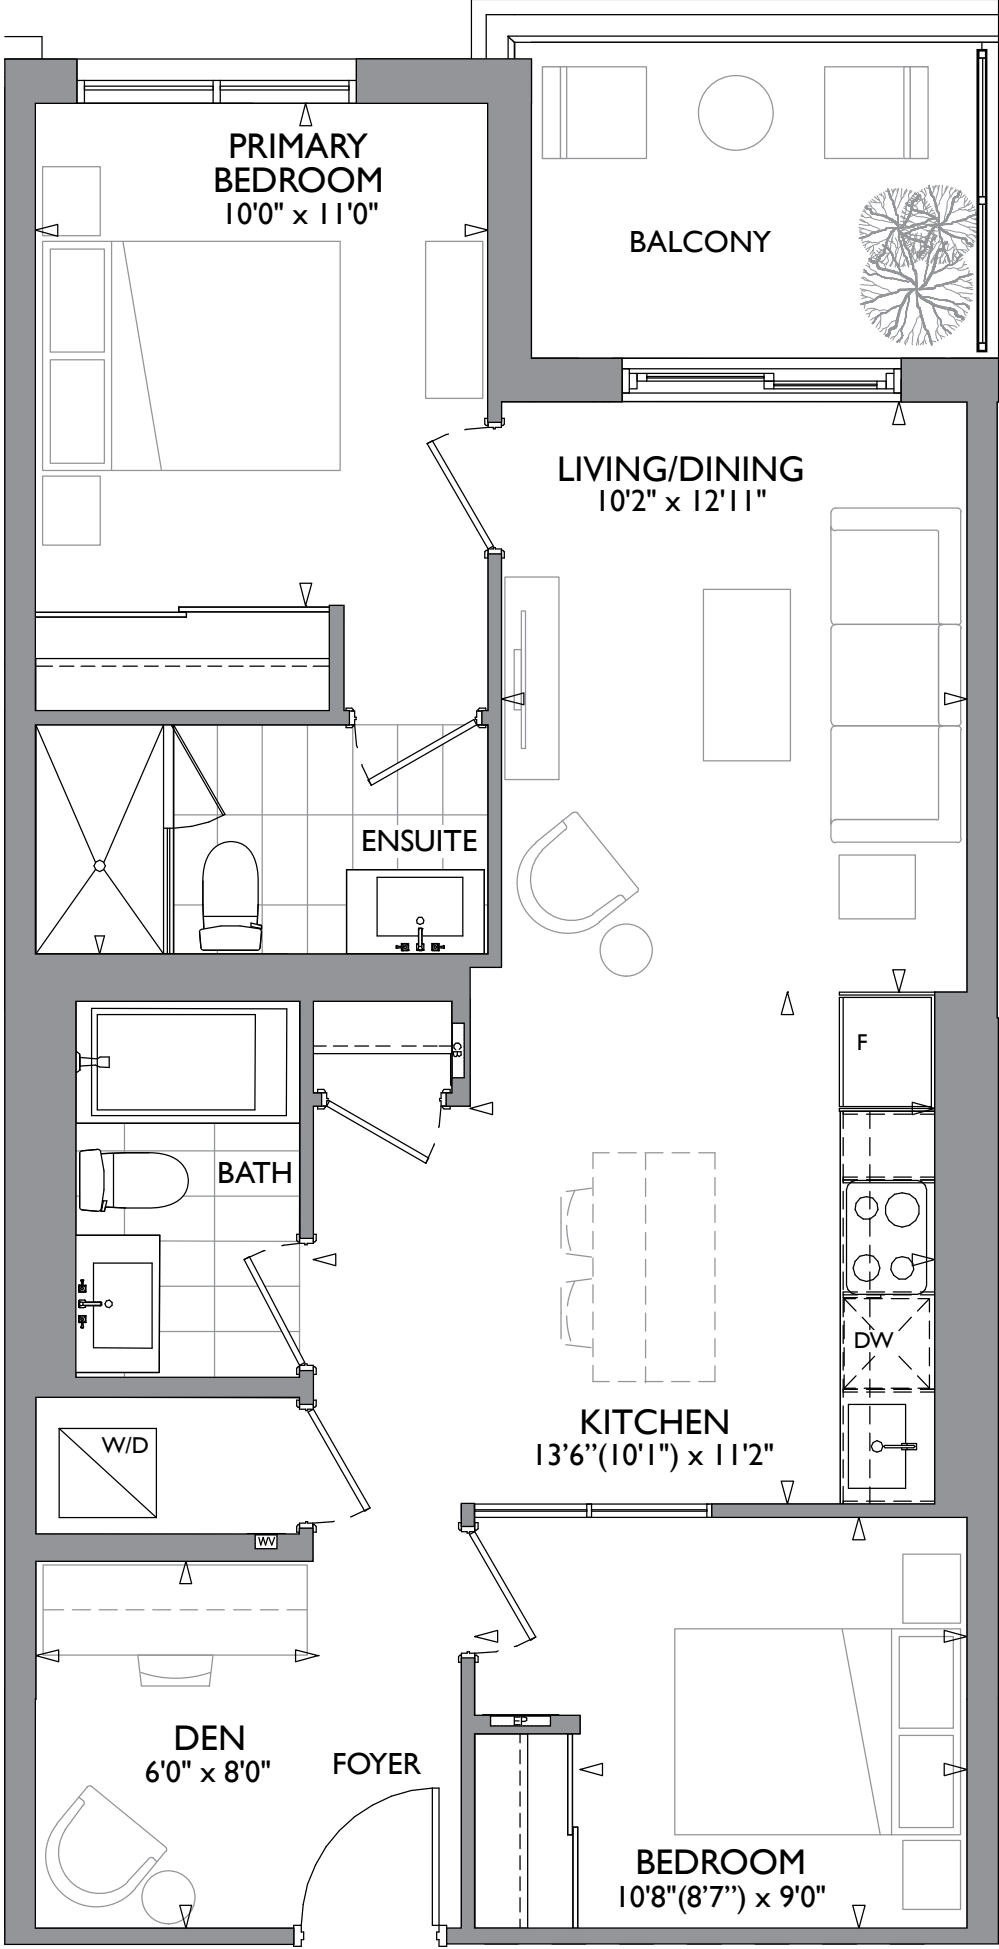 PRIMARY
BEDROOM
10'0" x 11'0"
BALCONY
LIVING/DINING
10'2" x 12'11"
ENSUITE
F
CB
BATH
DW
KITCHEN
13’6”(10'1") x 11'2"
W/D
WV
EP
DEN
6'0" x 8'0"
FOYER
BEDROOM
10'8"(8’7”) x 9'0"